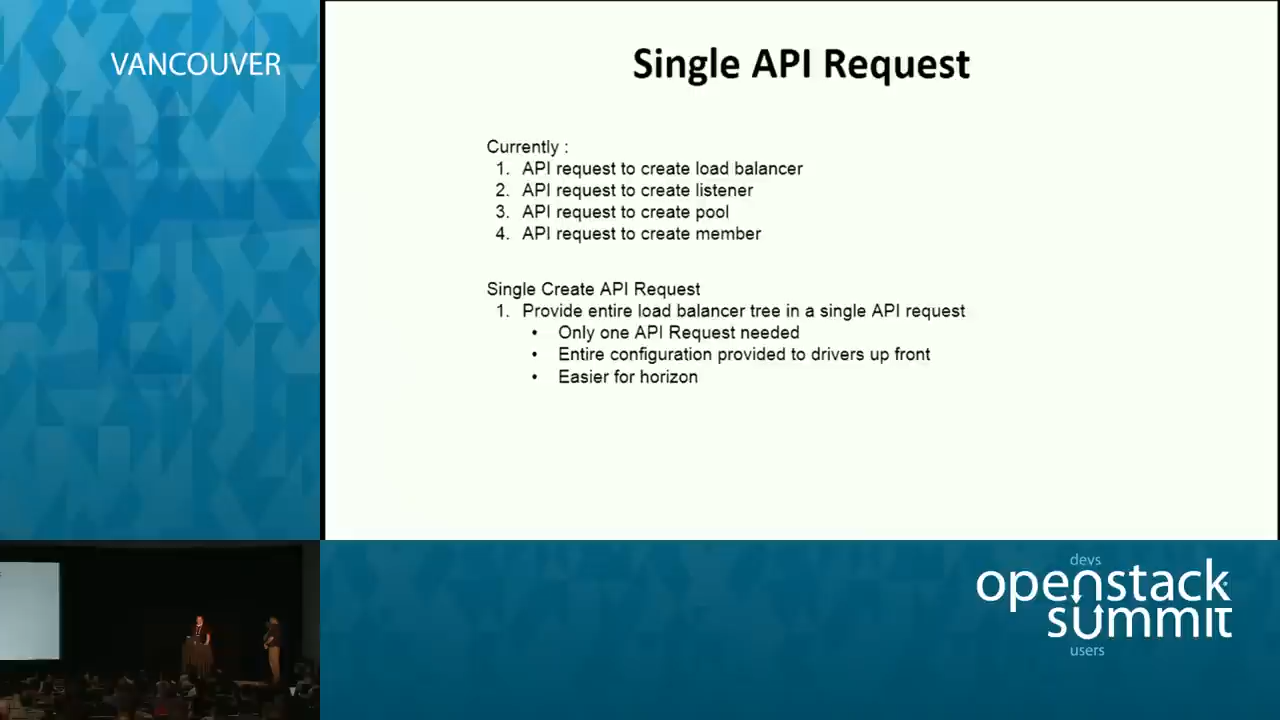 VANCOUVER
Single API Request
Currently :
1. API request to create load balancer
2. API request to create listener
3. API request to create pool
4. API request to create member
Single Create API Request
1. Provide entire load balancer tree in a single API request
• Only one API Request needed
• Entire configuration provided to drivers up front
• Easier for horizon
devs
openstack
summit
users